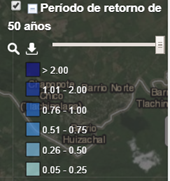 Período de retorno de
50 años
> 2.00
1.01 - 2.00
0.76 - 1.00
0.51 - 0.75
0.26 - 0.50
0.05 - 0.25
Barrio Norte
Tlachin
Huizachal